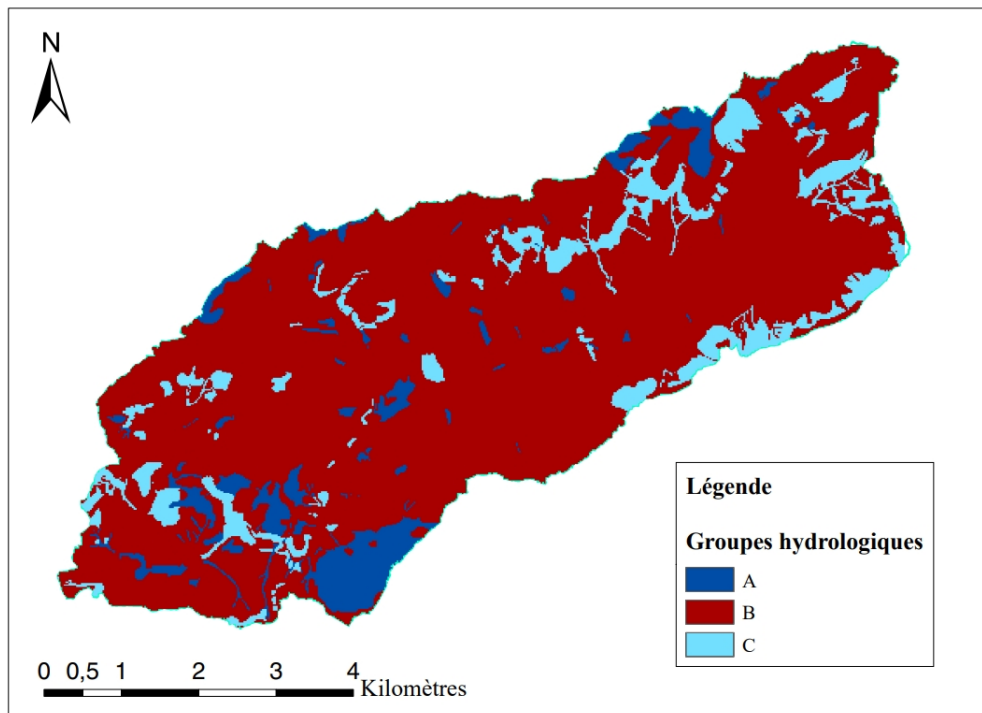 N
Légende
Groupes hydrologiques
A
B
C
0 0,5 1 2 3 4
Kilomètres